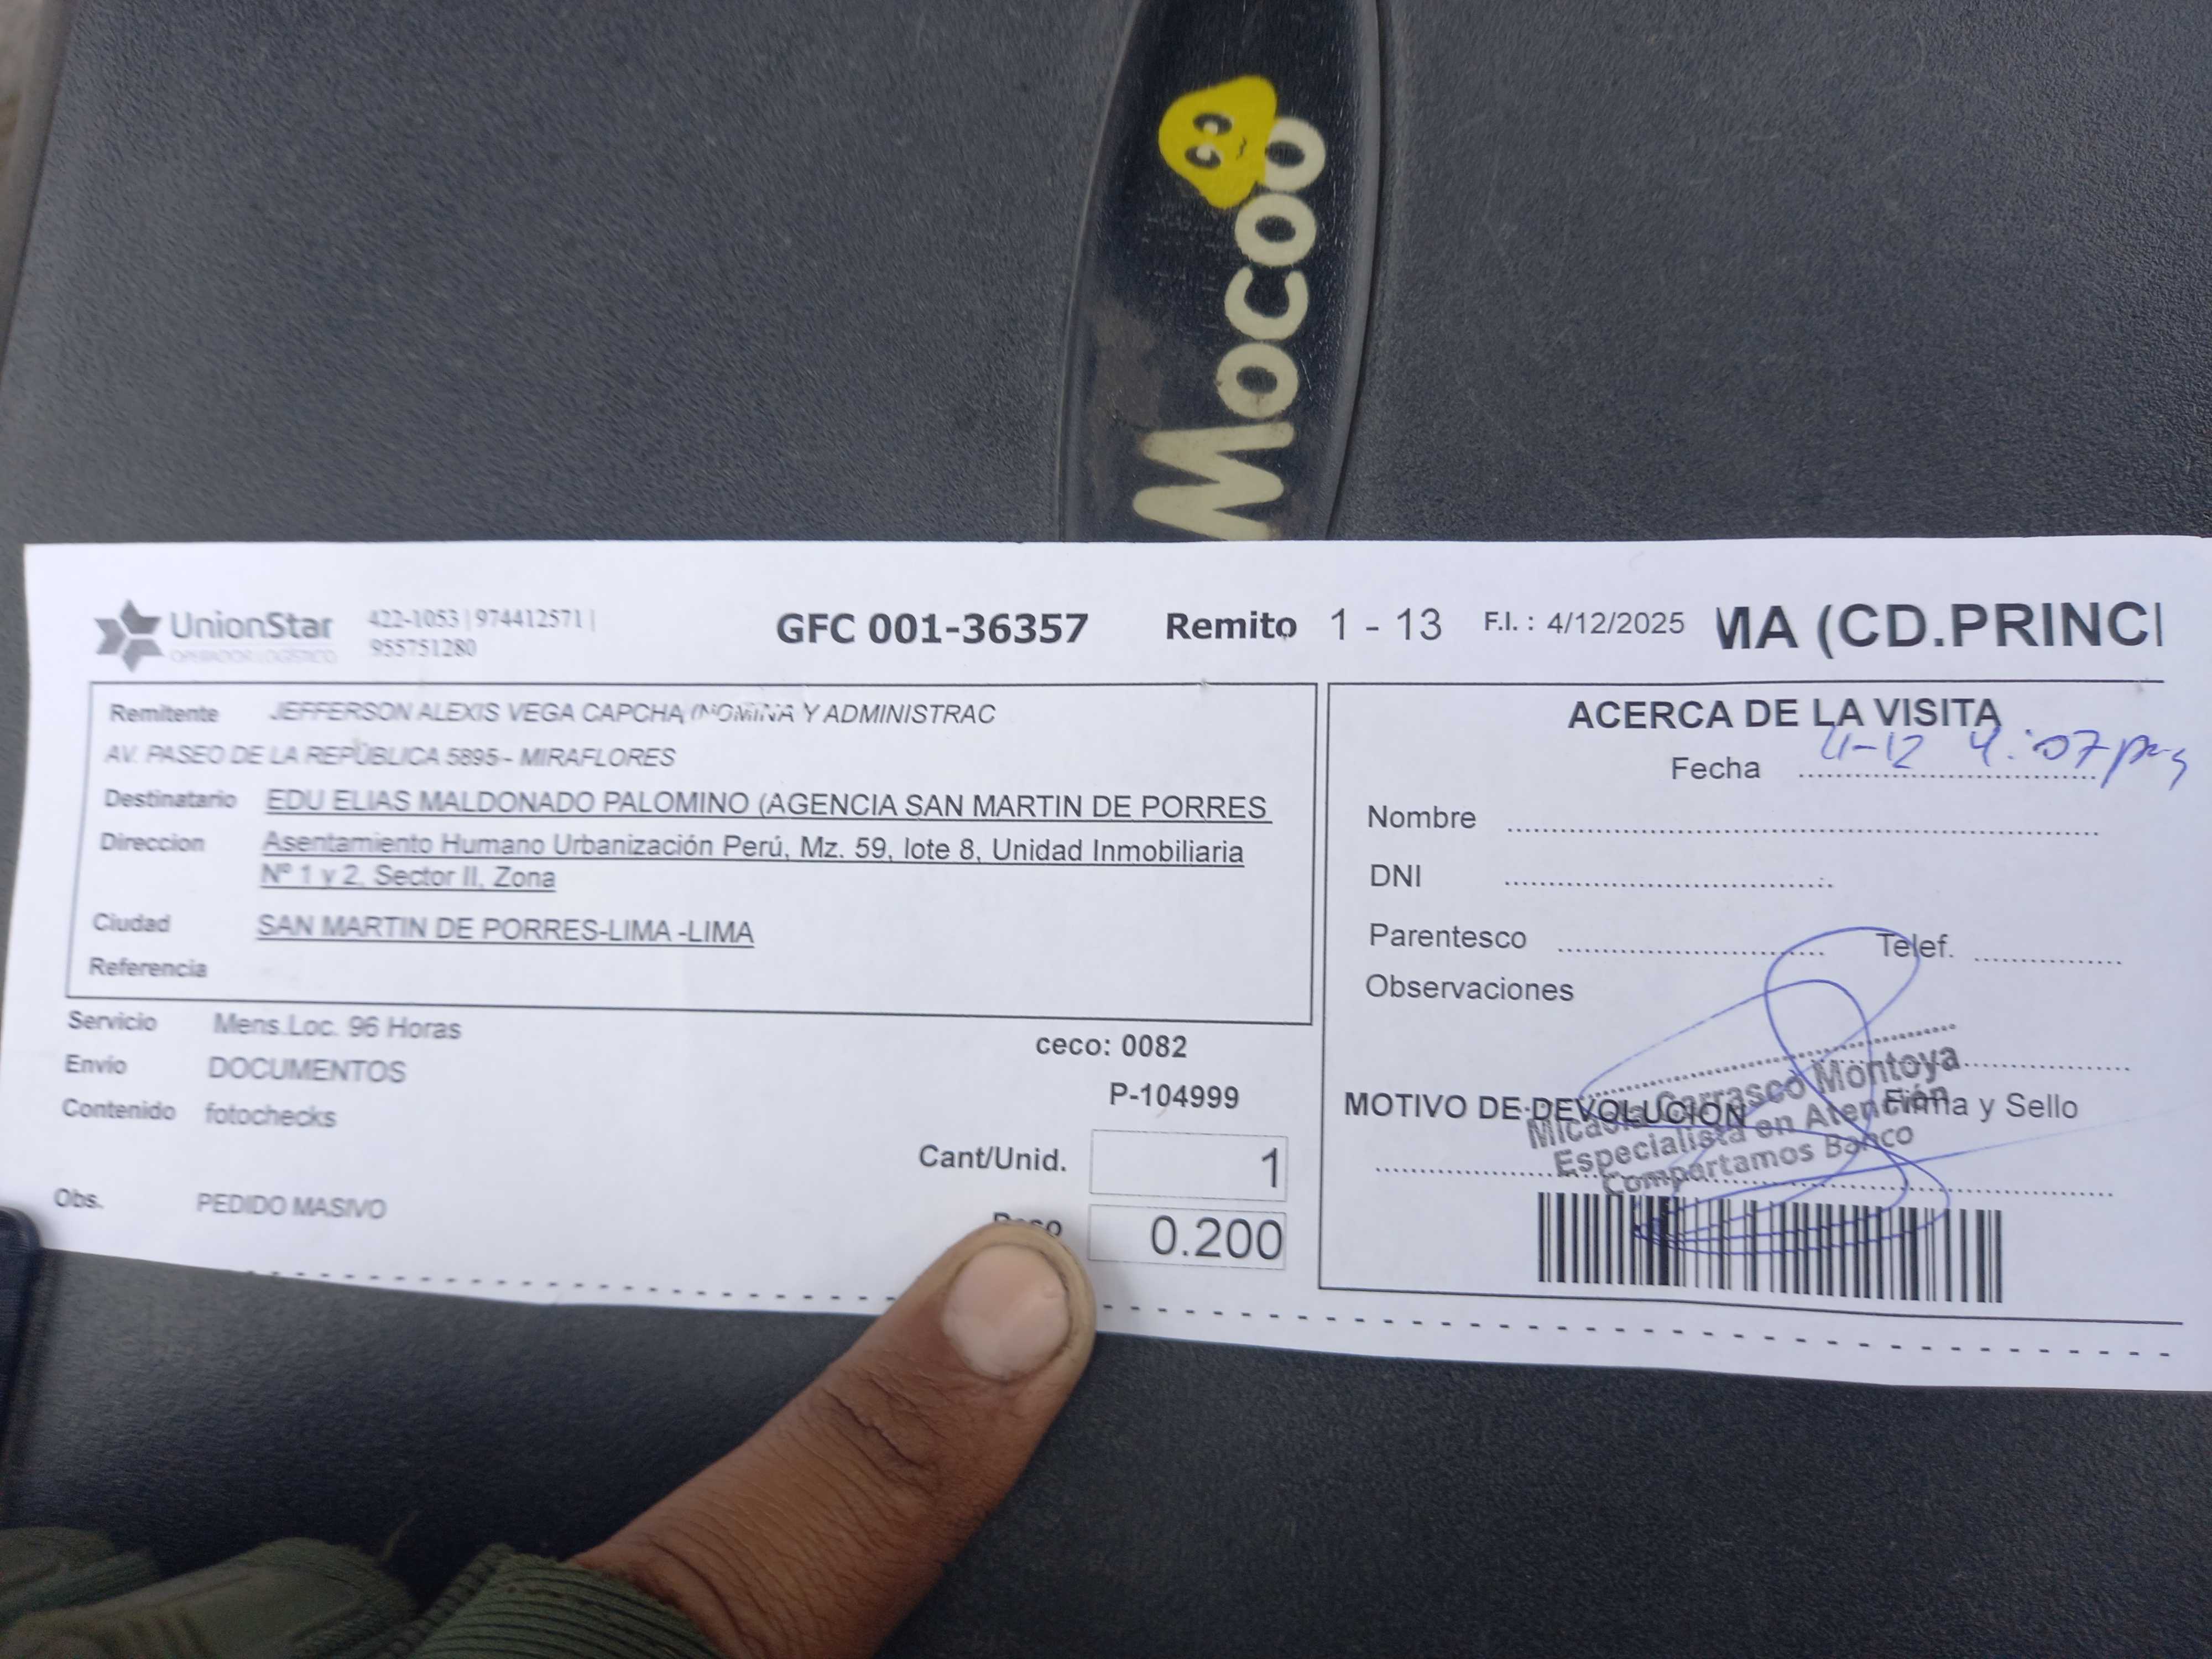 Mocoo
UnionStar
OPERADOR LOGÍSTICO
422-1053 | 974412571 |
955751280
GFC 001-36357
Remito 1 - 13
F.I. : 4/12/2025
MA (CD.PRINCI
Remitente JEFFERSON ALEXIS VEGA CAPCHA (NOMINA Y ADMINISTRAC
AV. PASEO DE LA REPÚBLICA 5895 - MIRAFLORES
Destinatario EDU ELIAS MALDONADO PALOMINO (AGENCIA SAN MARTIN DE PORRES
Direccion Asentamiento Humano Urbanización Perú, Mz. 59, lote 8, Unidad Inmobiliaria
Nº 1 y 2, Sector II, Zona
Ciudad SAN MARTIN DE PORRES-LIMA -LIMA
Referencia
Servicio Mens.Loc. 96 Horas
Envio DOCUMENTOS
Contenido fotochecks
Obs. PEDIDO MASIVO
ceco: 0082
P-104999
Cant/Unid. 1
Peso 0.200
ACERCA DE LA VISITA
Fecha 4-12 4:07 pm
Nombre
DNI
Parentesco Telef.
Observaciones
MOTIVO DE DEVOLUCION Firma y Sello
Micaela Carrasco Montoya
Especialista en Atención
Compartamos Banco